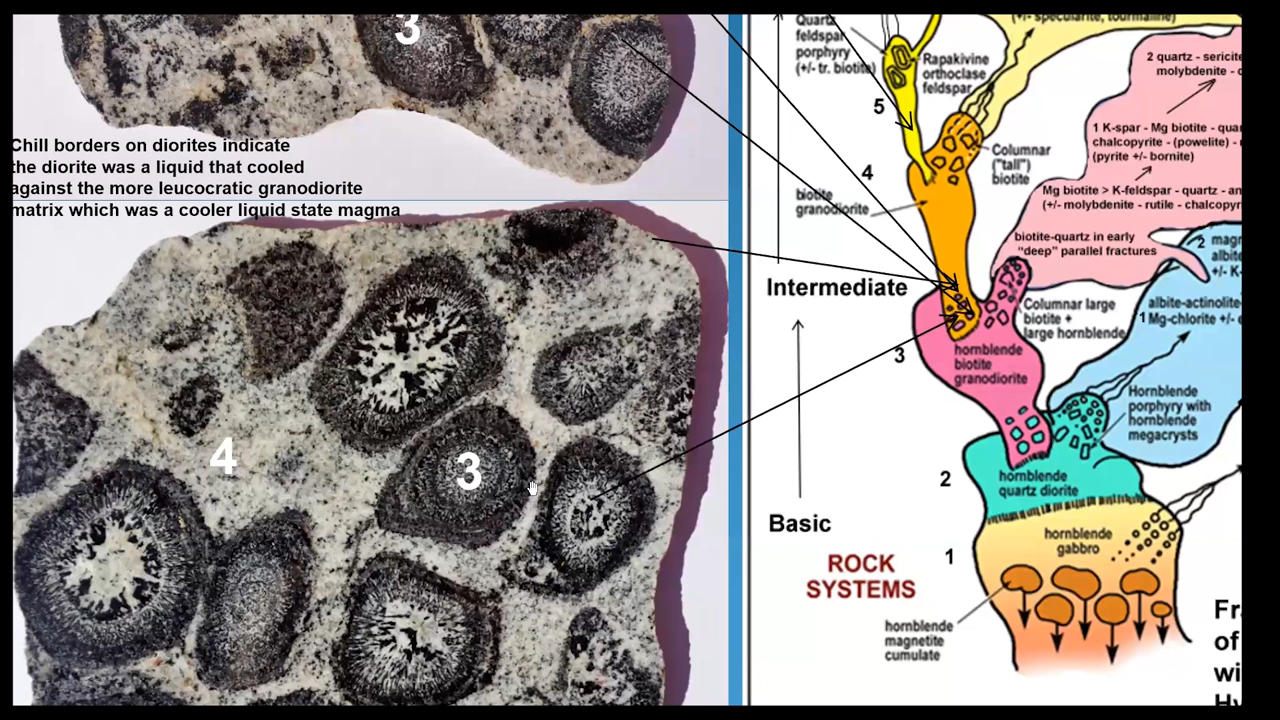 3
Chill borders on diorites indicate
the diorite was a liquid that cooled
against the more leucocratic granodiorite
matrix which was a cooler liquid state magma
4
3
Quartz
feldspar
porphyry
(+/- tr. biotite)
Rapakivine
orthoclase
feldspar
5
4
Columnar
("tall")
biotite
biotite
granodiorite
(+/- specularite, tourmaline)
2 quartz - sericite
molybdenite -
1 K-spar - Mg biotite -
chalcopyrite - (powelite) -
(pyrite +/- bornite)
Mg biotite > K-feldspar - quartz -
(+/- molybdenite - rutile -
biotite-quartz in early
"deep" parallel fractures
2
albite
+/-
Intermediate
Columnar large
biotite +
large hornblende
albite-actinolite
1 Mg-chlorite +/-
3
hornblende
biotite
granodiorite
Hornblende
porphyry with
hornblende
megacrysts
2
hornblende
quartz diorite
Basic
1
hornblende
gabbro
ROCK
SYSTEMS
hornblende
magnetite
cumulate
of